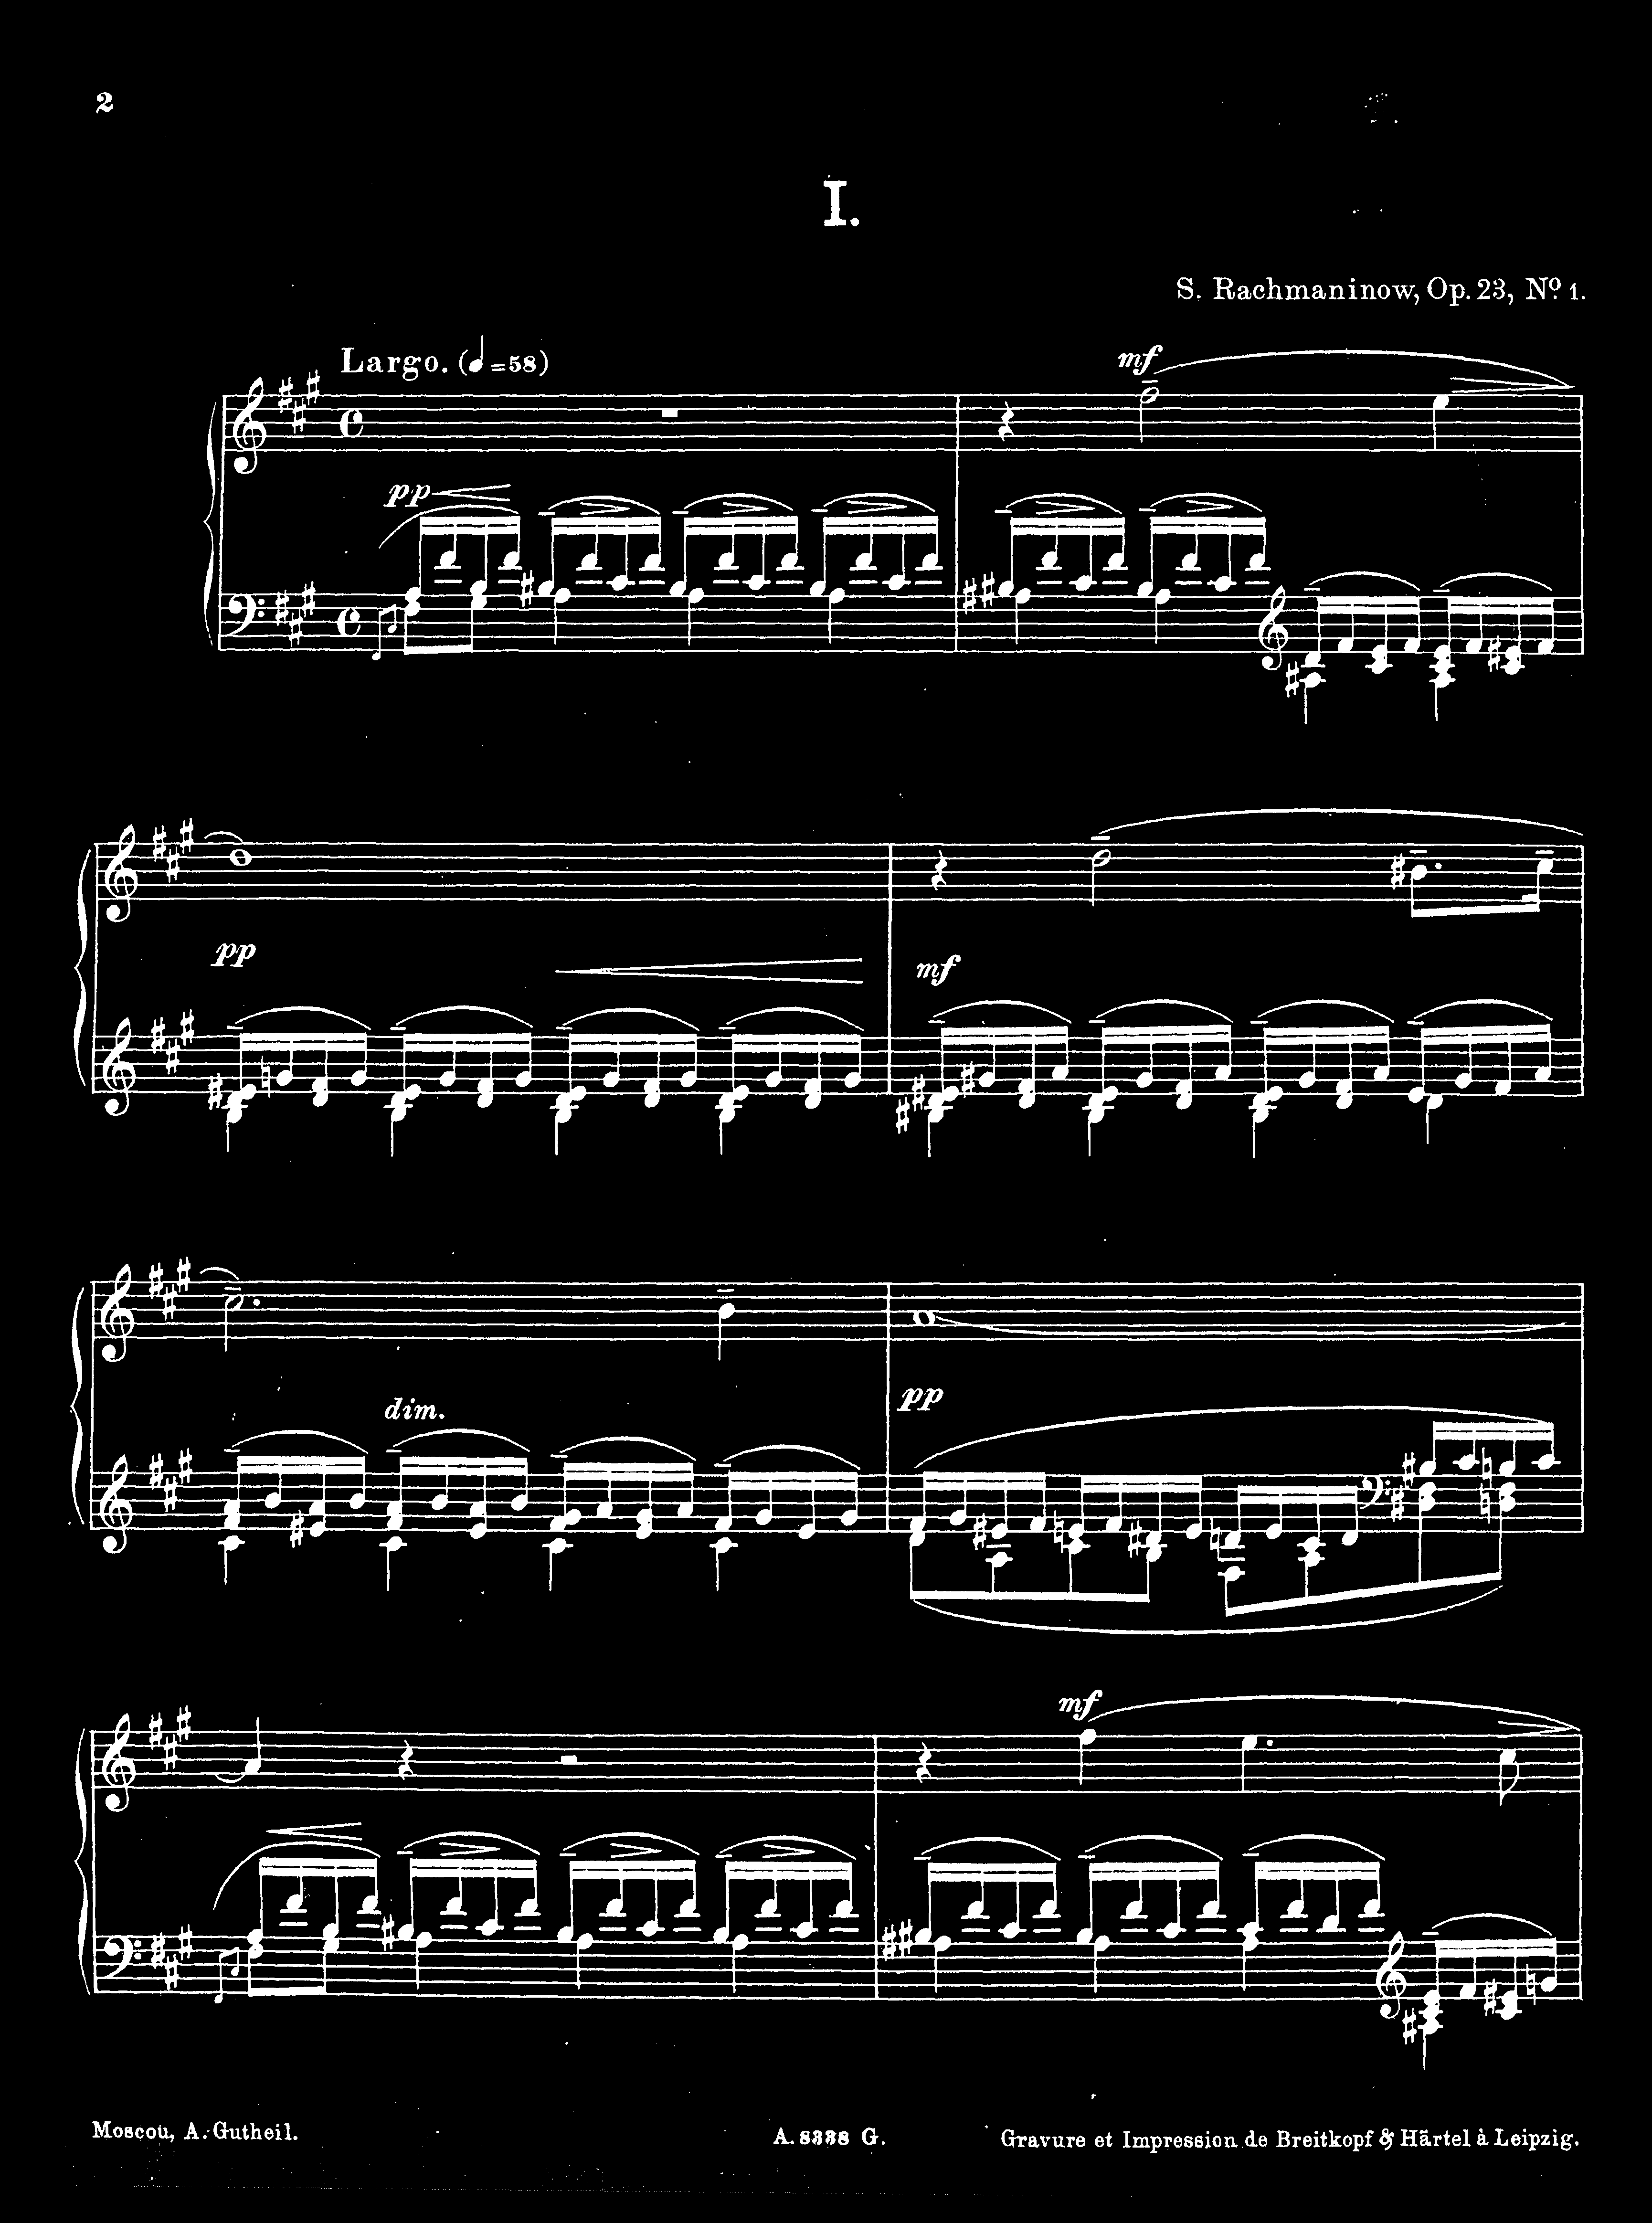 2
I.
S. Rachmaninow, Op. 23, Nº 1.
Largo. (♩=58)
mf
pp
pp
mf
dim.
pp
mf
Moscou, A. Gutheil.
A. 8338 G.
Gravure et Impression de Breitkopf & Härtel à Leipzig.